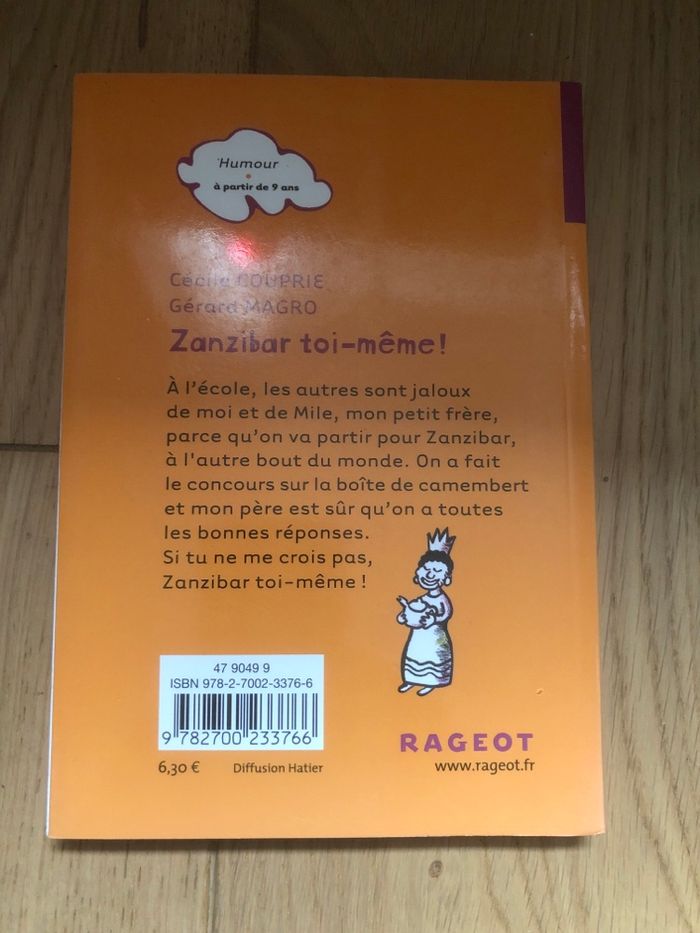 Humour
à partir de 9 ans
Cécile COUPRIE
Gérard MAGRO
Zanzibar toi-même !
À l'école, les autres sont jaloux
de moi et de Mile, mon petit frère,
parce qu'on va partir pour Zanzibar,
à l'autre bout du monde. On a fait
le concours sur la boîte de camembert
et mon père est sûr qu'on a toutes
les bonnes réponses.
Si tu ne me crois pas,
Zanzibar toi-même !
47 9049 9
ISBN 978-2-7002-3376-6
9 782700 233766
6,30 € Diffusion Hatier
RAGEOT
www.rageot.fr